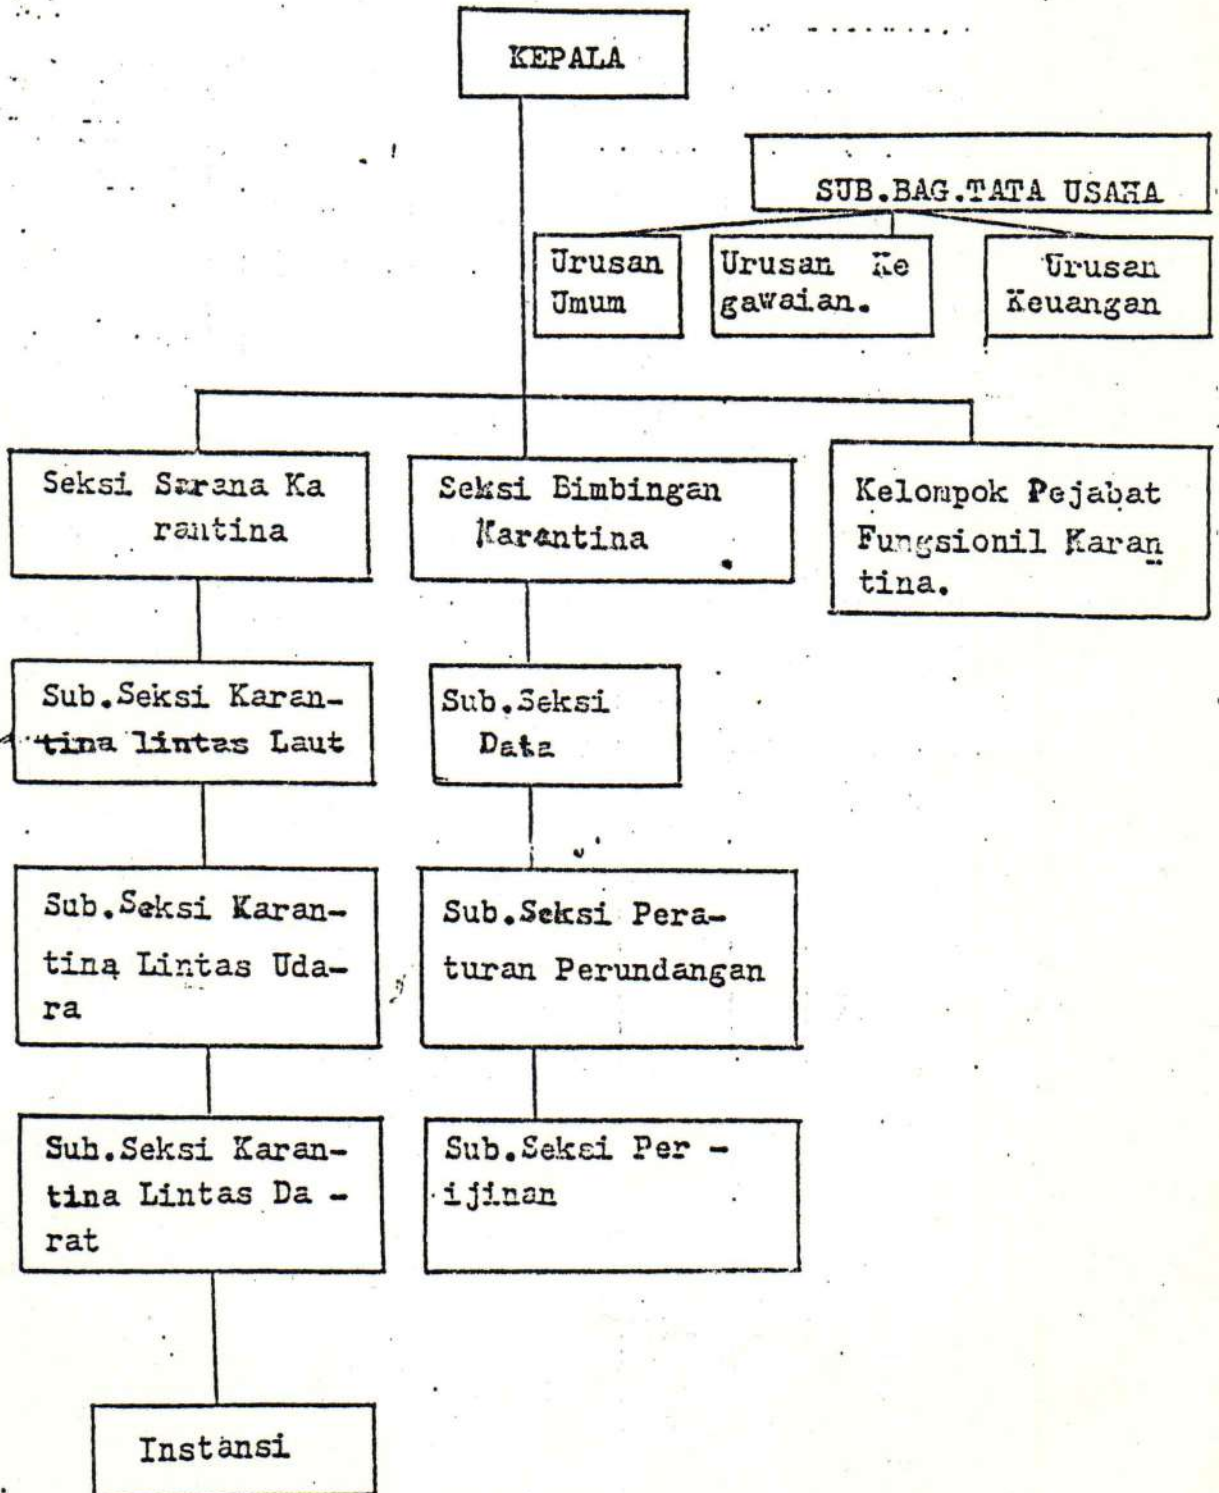 KEPALA
SUB.BAG.TATA USAHA
Urusan
Umum
Urusan Ke
gawaian.
Urusan
Keuangan
Seksi Sarana Ka
rantina
Seksi Bimbingan
Karantina
Kelompok Pejabat
Fungsionil Karan
tina.
Sub.Seksi Karan-
tina lintas Laut
Sub.Seksi
Data
Sub.Seksi Karan-
tina Lintas Uda-
ra
Sub.Seksi Pera-
turan Perundangan
Sub.Seksi Karan-
tina Lintas Da -
rat
Sub.Seksi Per -
ijinan
Instansi